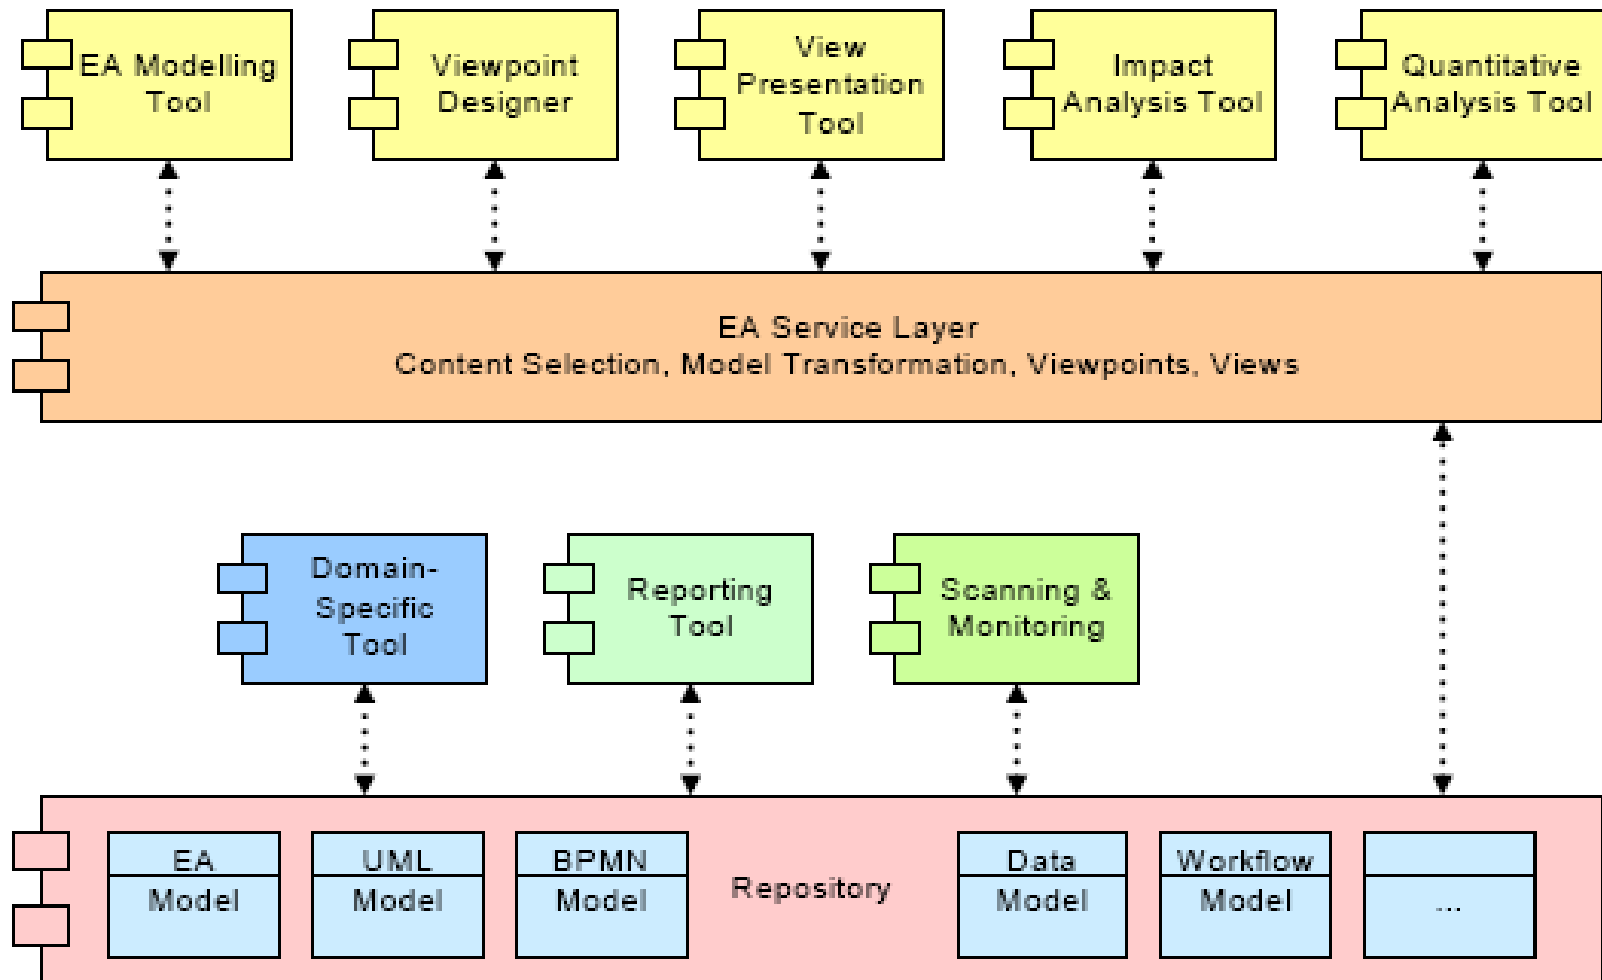 EA Modelling
Tool
Viewpoint
Designer
View
Presentation
Tool
Impact
Analysis Tool
Quantitative
Analysis Tool
EA Service Layer
Content Selection, Model Transformation, Viewpoints, Views
Domain-
Specific
Tool
Reporting
Tool
Scanning &
Monitoring
EA
Model
UML
Model
BPMN
Model
Repository
Data
Model
Workflow
Model
...